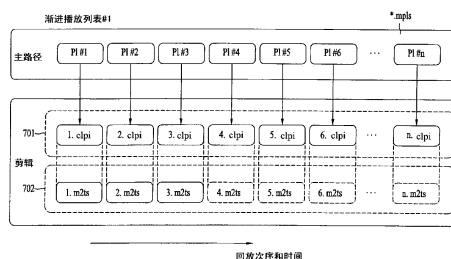 渐进播放列表#1
*.mpls
主路径 PI #1 PI #2 PI #3 PI #4 PI #5 PI #6 ··· PI #n
701 1. clpi 2. clpi 3. clpi 4. clpi 5. clpi 6. clpi ··· n. clpi
剪辑
702 1. m2ts 2. m2ts 3. m2ts 4. m2ts 5. m2ts 6. m2ts ··· n. m2ts
回放次序和时间